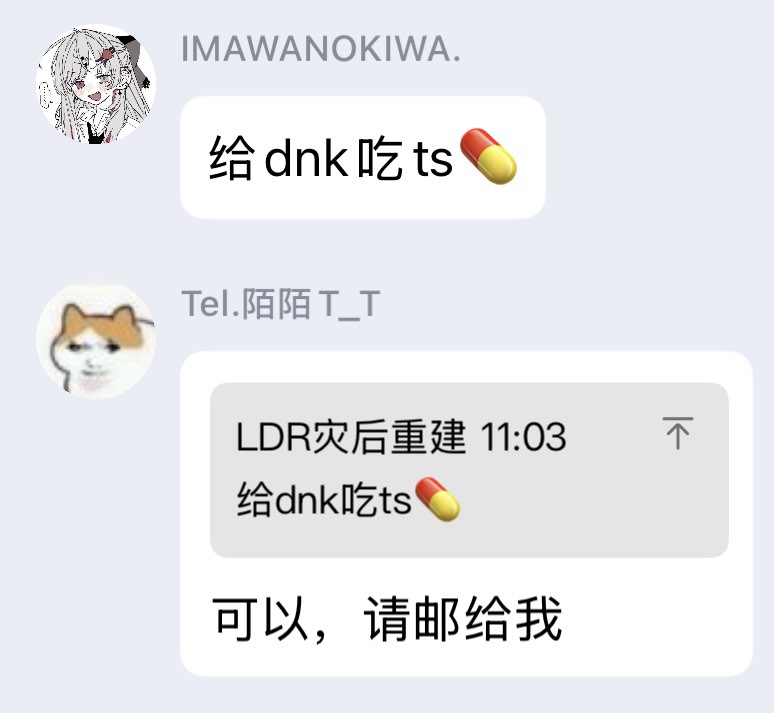 IMAWANOKIWA.
给dnk吃ts💊
Tel.陌陌T_T
LDR灾后重建 11:03
给dnk吃ts💊
可以，请邮给我